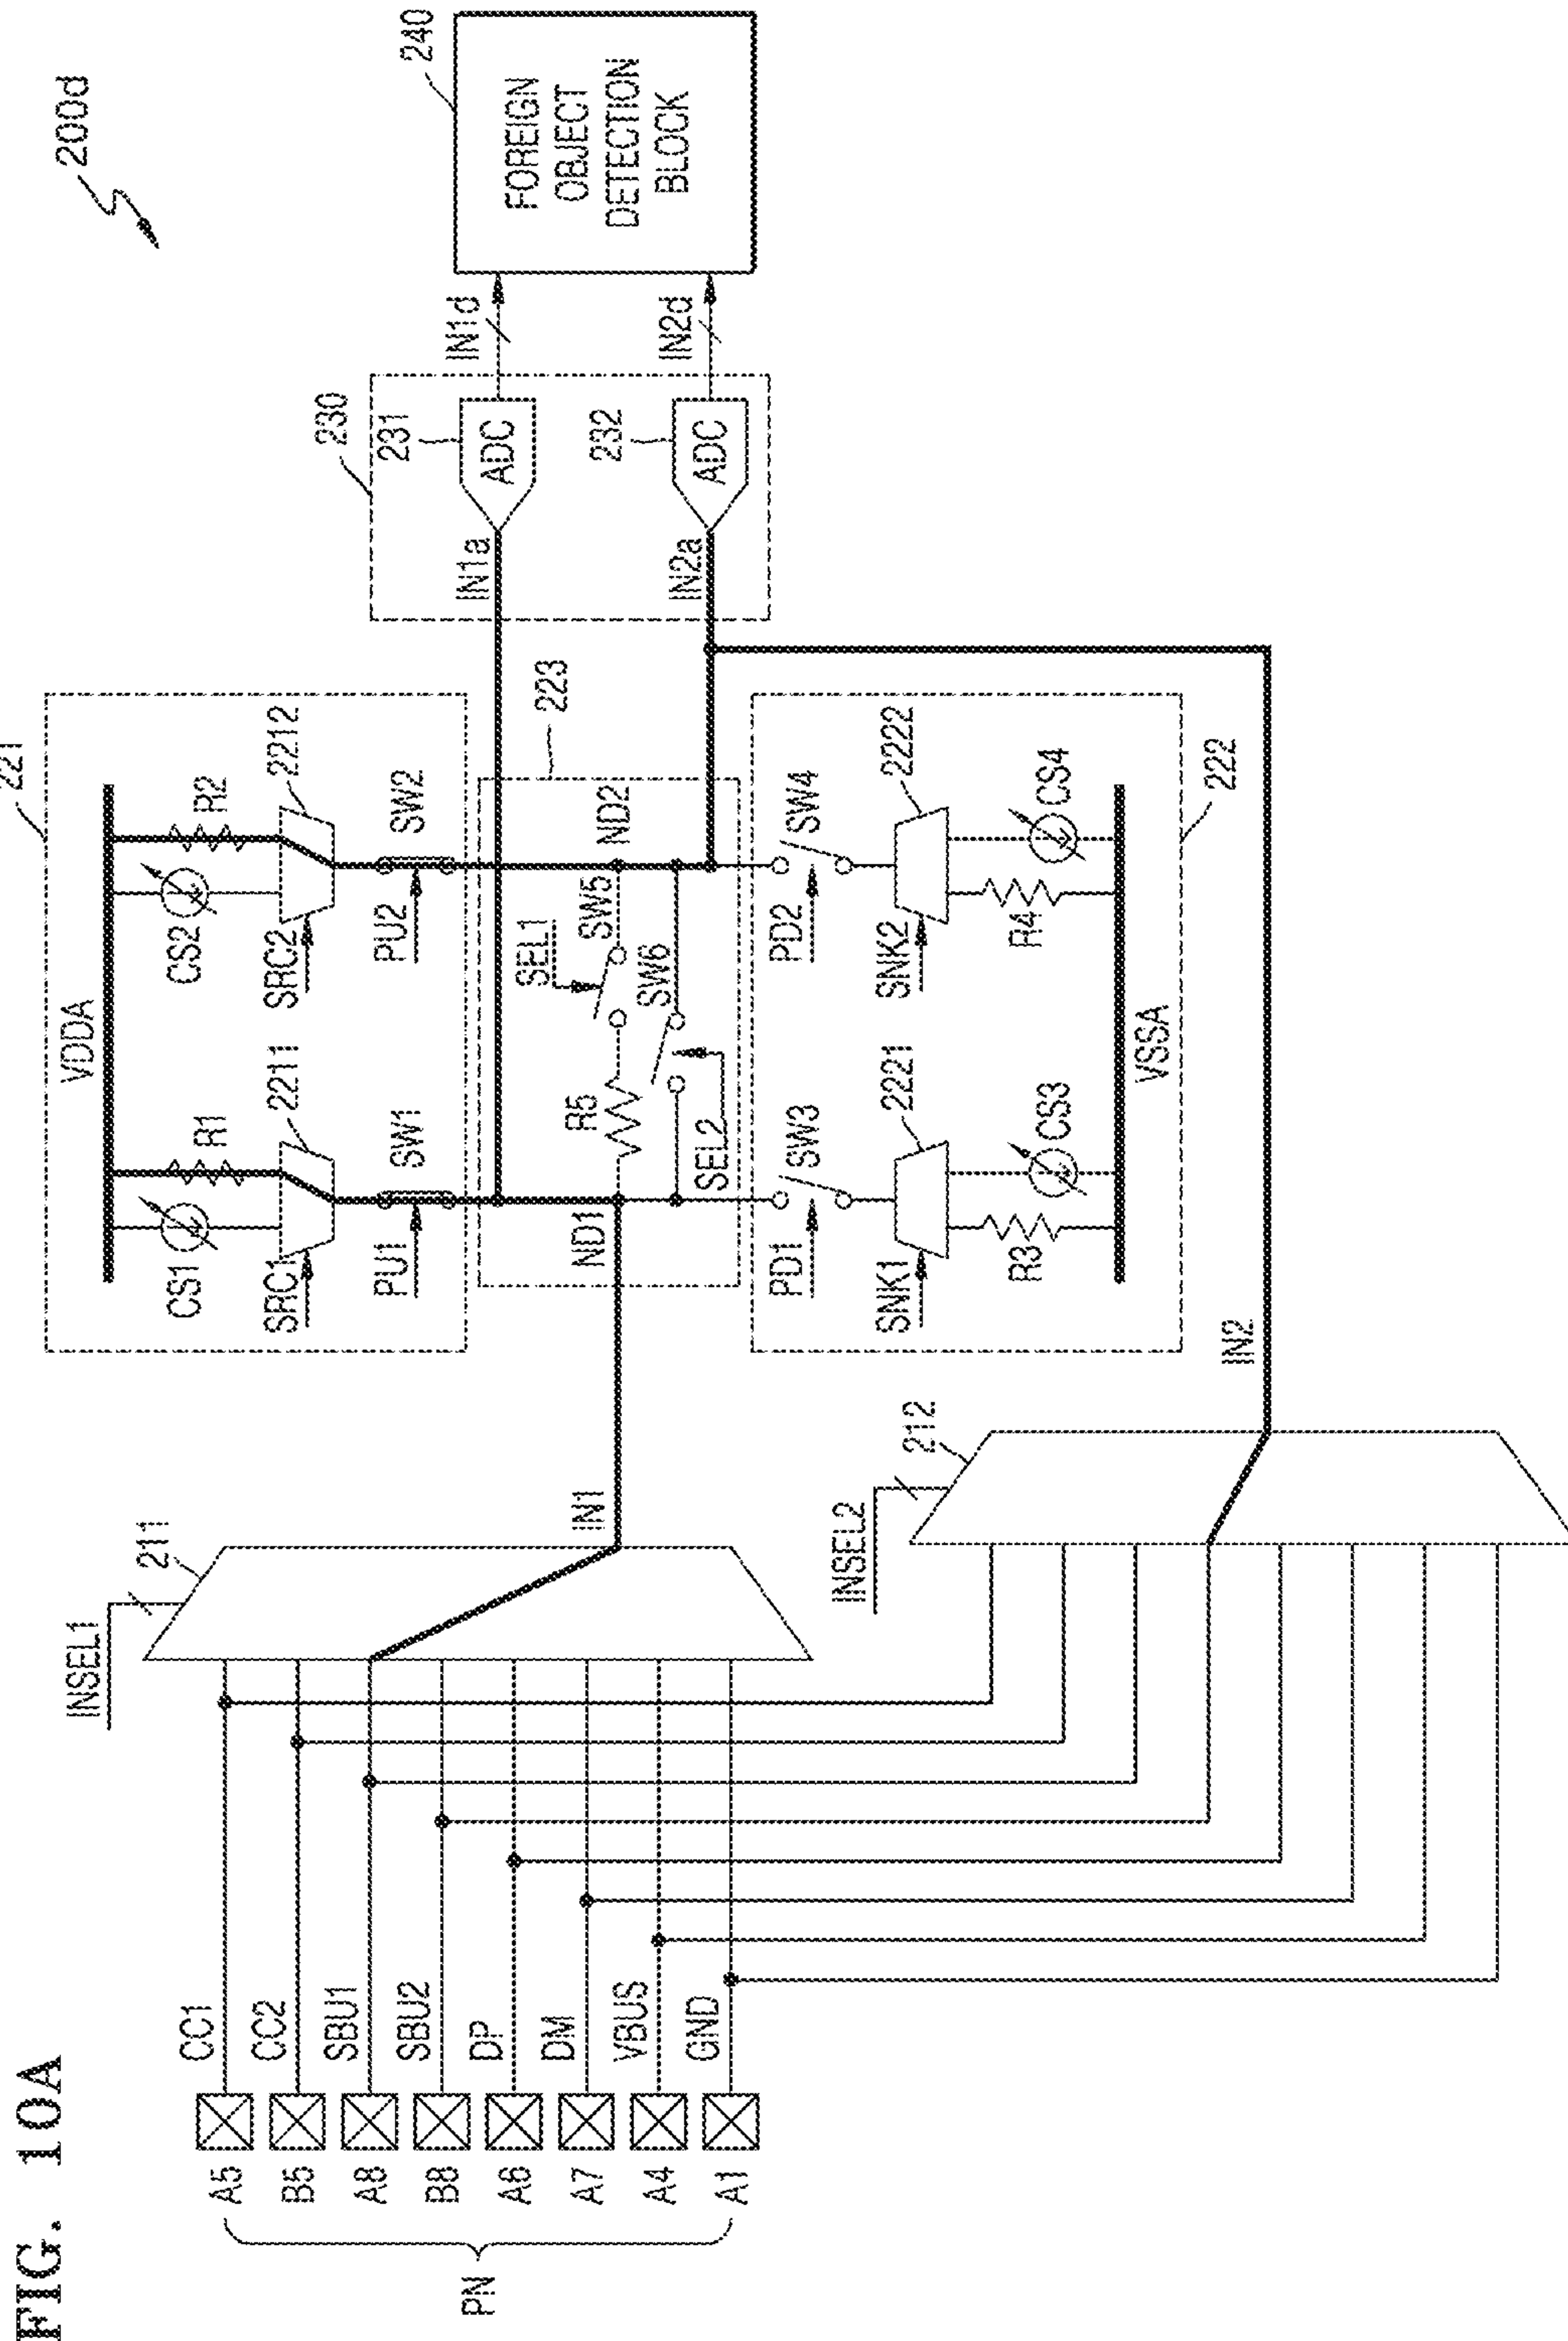 FIG. 10A
200d
221
VDDA
CS1
R1
CS2
R2
SRC1
2211
SRC2
2212
PU1
SW1
PU2
SW2
230
240
231
ADC
IN1a
IN1d
232
ADC
IN2a
IN2d
FOREIGN
OBJECT
DETECTION
BLOCK
223
ND1
R5
SEL1
SW5
ND2
SW6
SEL2
PD1
SW3
PD2
SW4
SNK1
2221
SNK2
2222
R3
CS3
R4
CS4
VSSA
222
INSEL1
211
IN1
INSEL2
212
IN2
PN
A5
CC1
B5
CC2
A8
SBU1
B8
SBU2
A6
DP
A7
DM
A4
VBUS
A1
GND